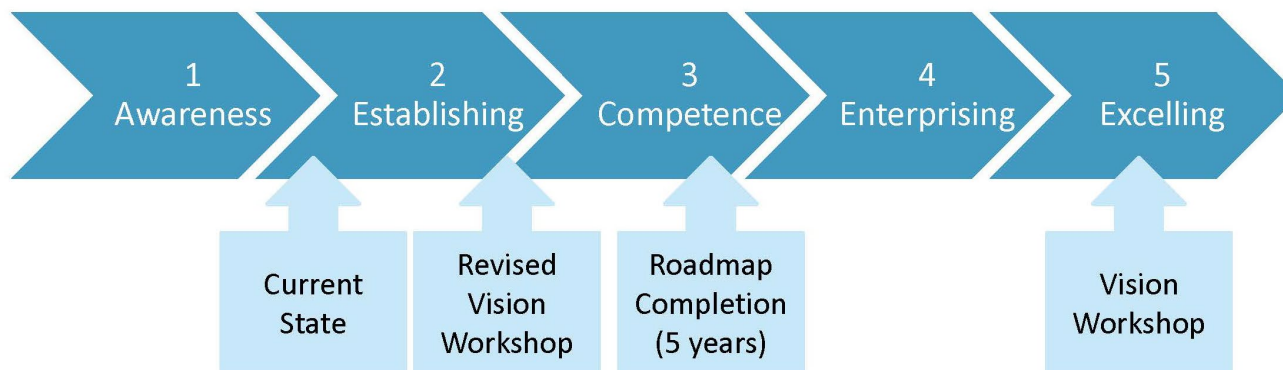 1
Awareness
2
Establishing
3
Competence
4
Enterprising
5
Excelling
Current
State
Revised
Vision
Workshop
Roadmap
Completion
(5 years)
Vision
Workshop